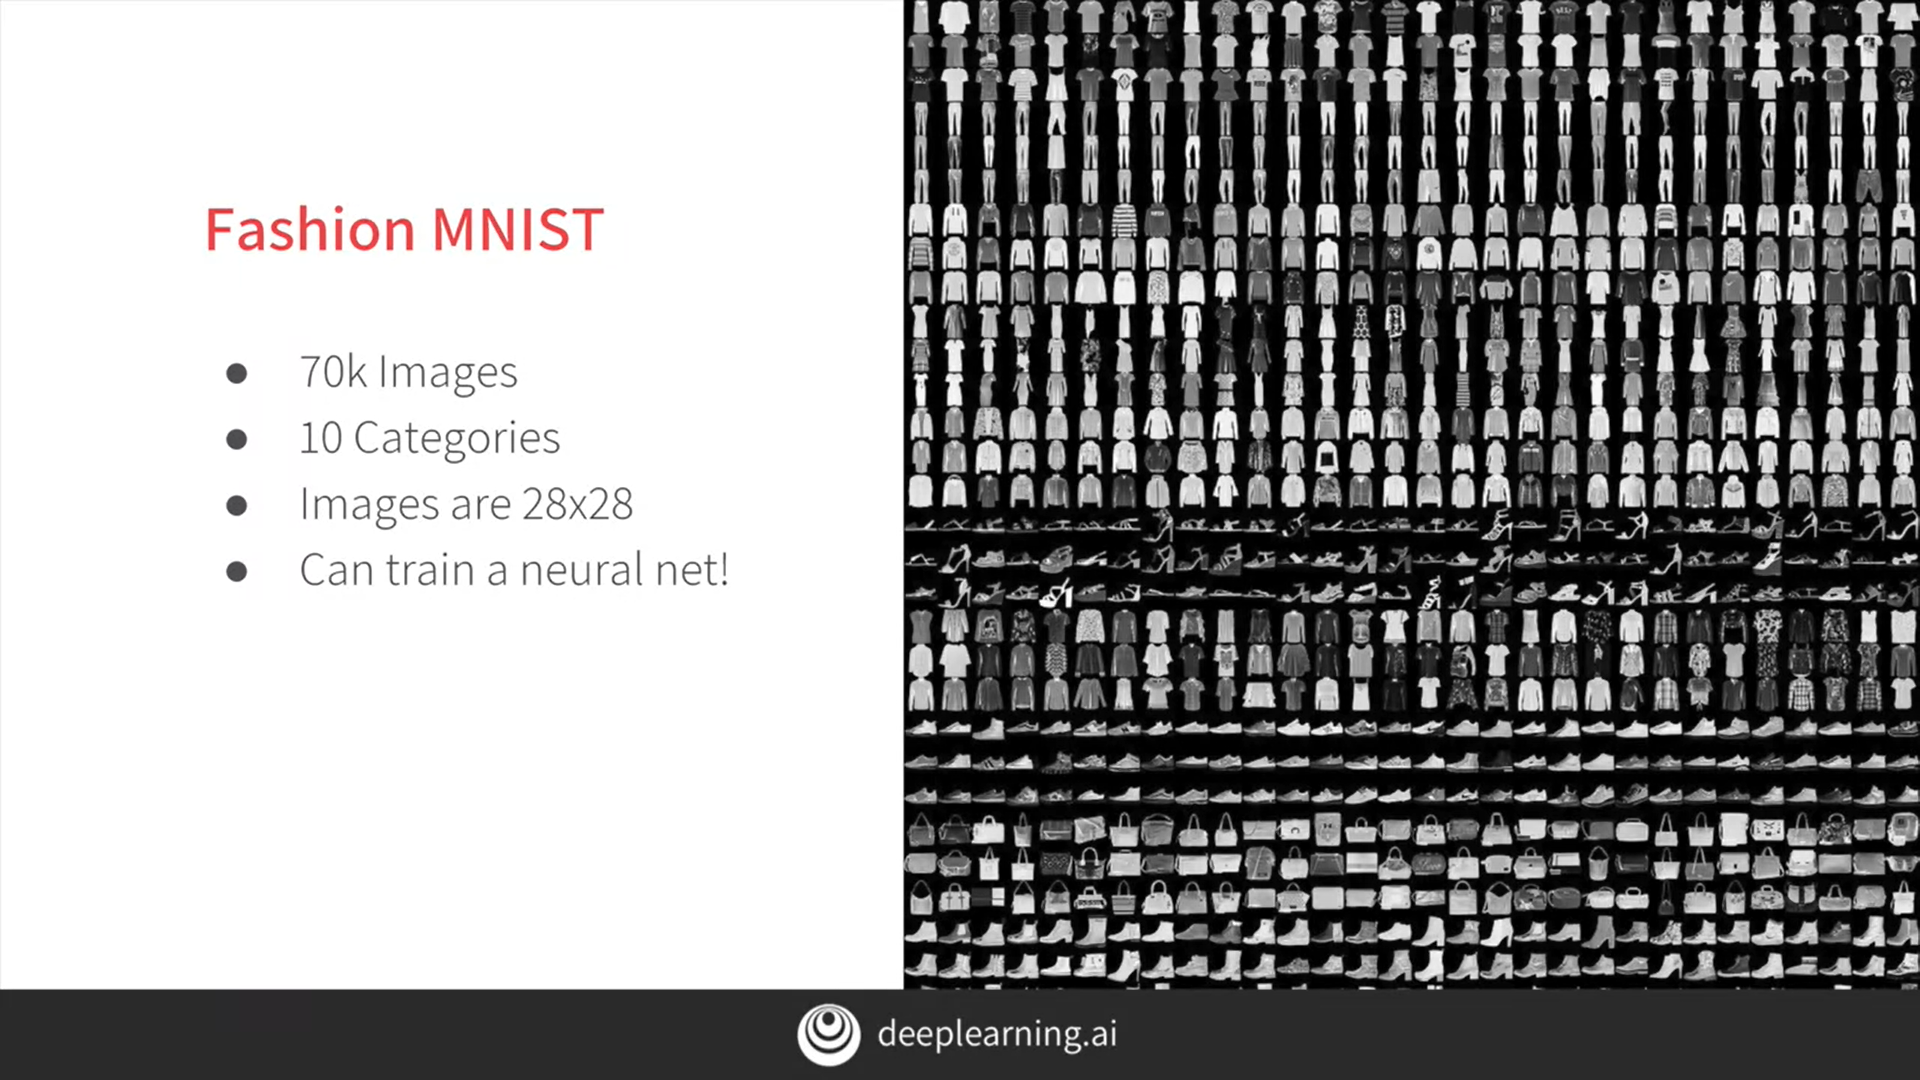 Fashion MNIST
70k Images
10 Categories
Images are 28x28
Can train a neural net!
deeplearning.ai